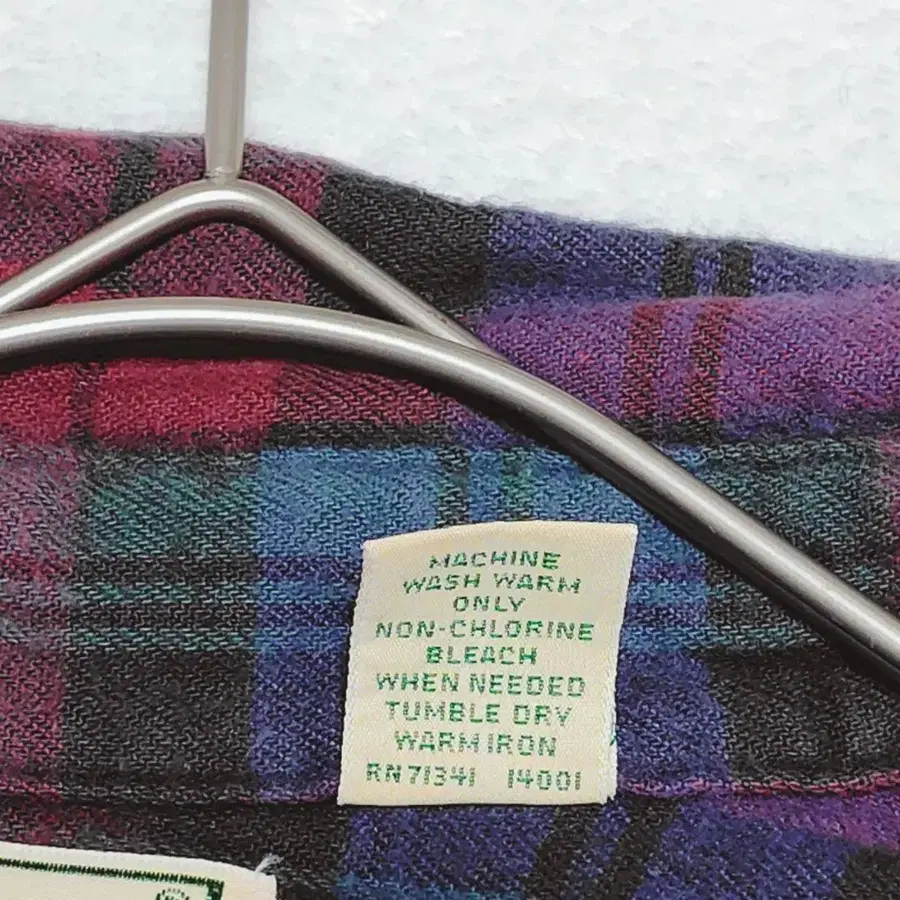 MACHINE
WASH WARM
ONLY
NON-CHLORINE
BLEACH
WHEN NEEDED
TUMBLE DRY
WARM IRON
RN 71341 14001